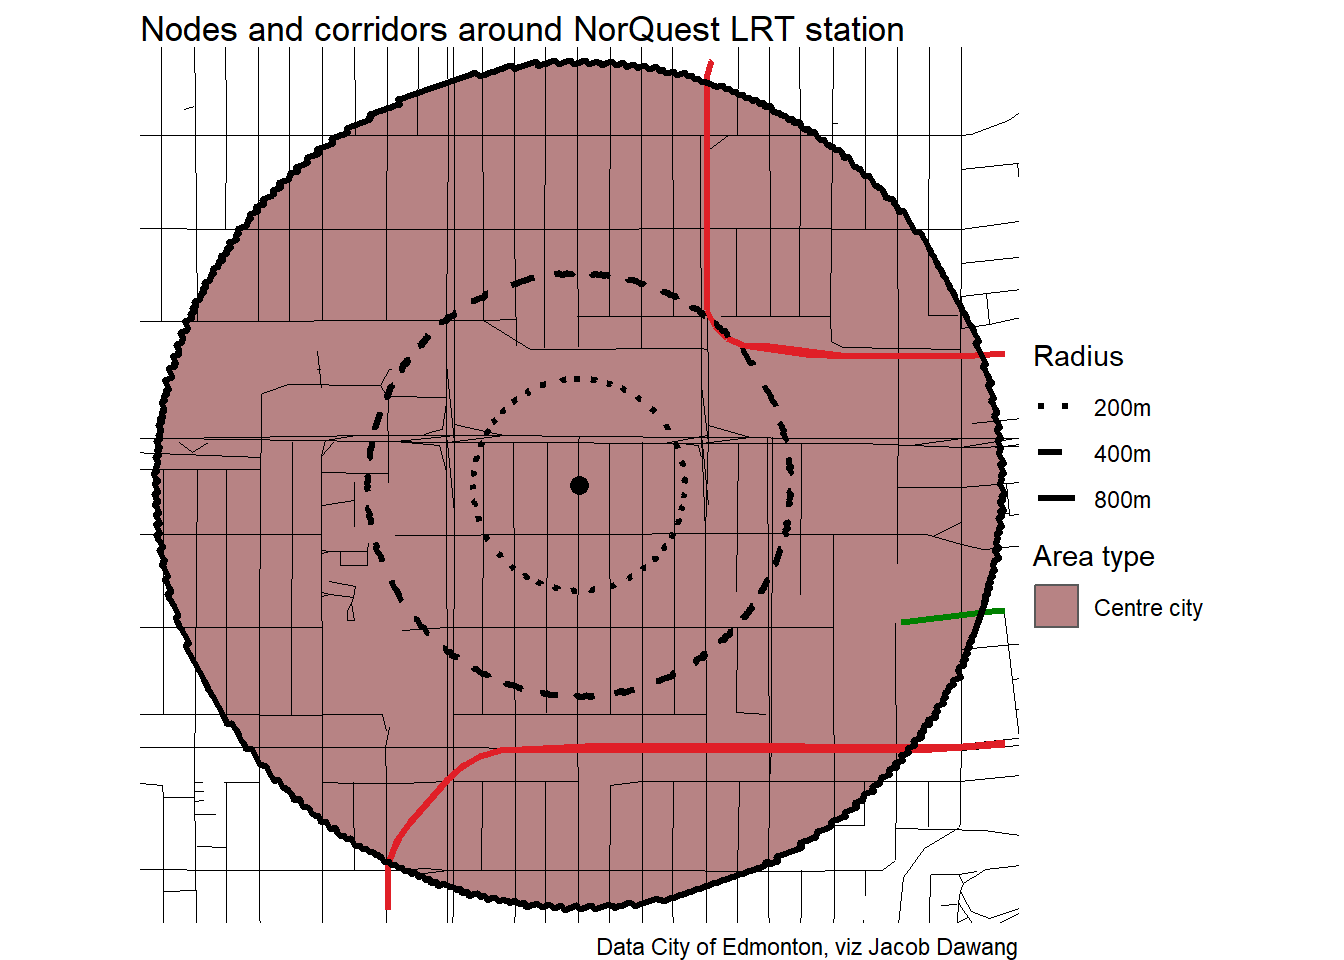 Nodes and corridors around NorQuest LRT station
Radius
200m
400m
800m
Area type
Centre city
Data City of Edmonton, viz Jacob Dawang